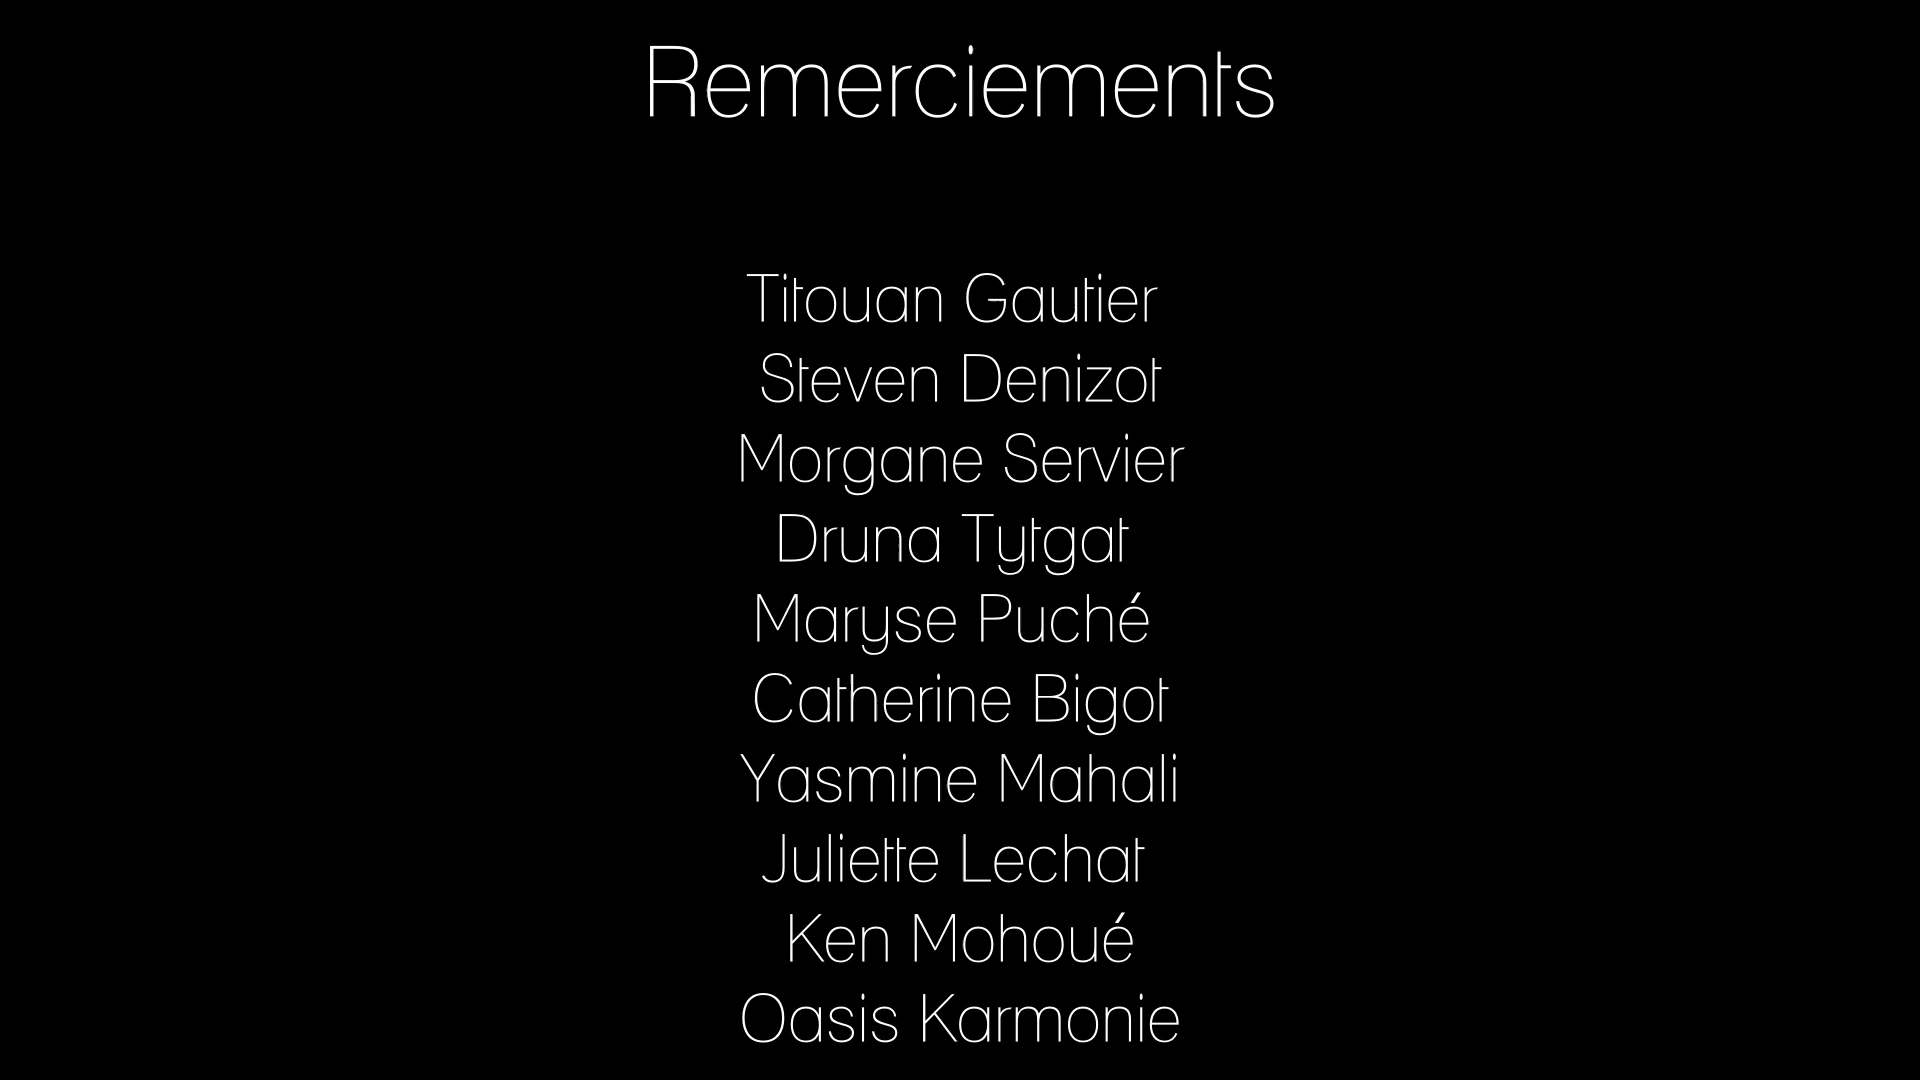 Remerciements
Titouan Gautier
Steven Denizot
Morgane Servier
Druna Tytgat
Maryse Puché
Catherine Bigot
Yasmine Mahali
Juliette Lechat
Ken Mohoué
Oasis Karmonie